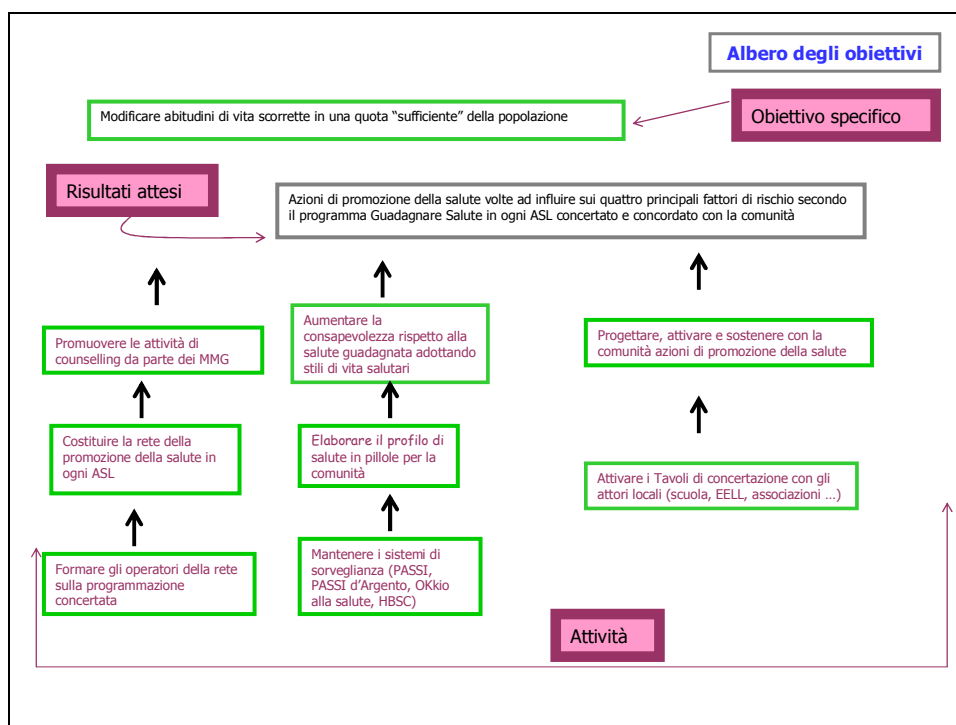 Albero degli obiettivi
Modificare abitudini di vita scorrette in una quota “sufficiente” della popolazione
Obiettivo specifico
Risultati attesi
Azioni di promozione della salute volte ad influire sui quattro principali fattori di rischio secondo
il programma Guadagnare Salute in ogni ASL concertato e concordato con la comunità
Promuovere le attività di
counselling da parte dei MMG
Aumentare la
consapevolezza rispetto alla
salute guadagnata adottando
stili di vita salutari
Progettare, attivare e sostenere con la
comunità azioni di promozione della salute
Costituire la rete della
promozione della salute in
ogni ASL
Elaborare il profilo di
salute in pillole per la
comunità
Attivare i Tavoli di concertazione con gli
attori locali (scuola, EELL, associazioni …)
Formare gli operatori della rete
sulla programmazione
concertata
Mantenere i sistemi di
sorveglianza (PASSI,
PASSI d’Argento, OKkio
alla salute, HBSC)
Attività